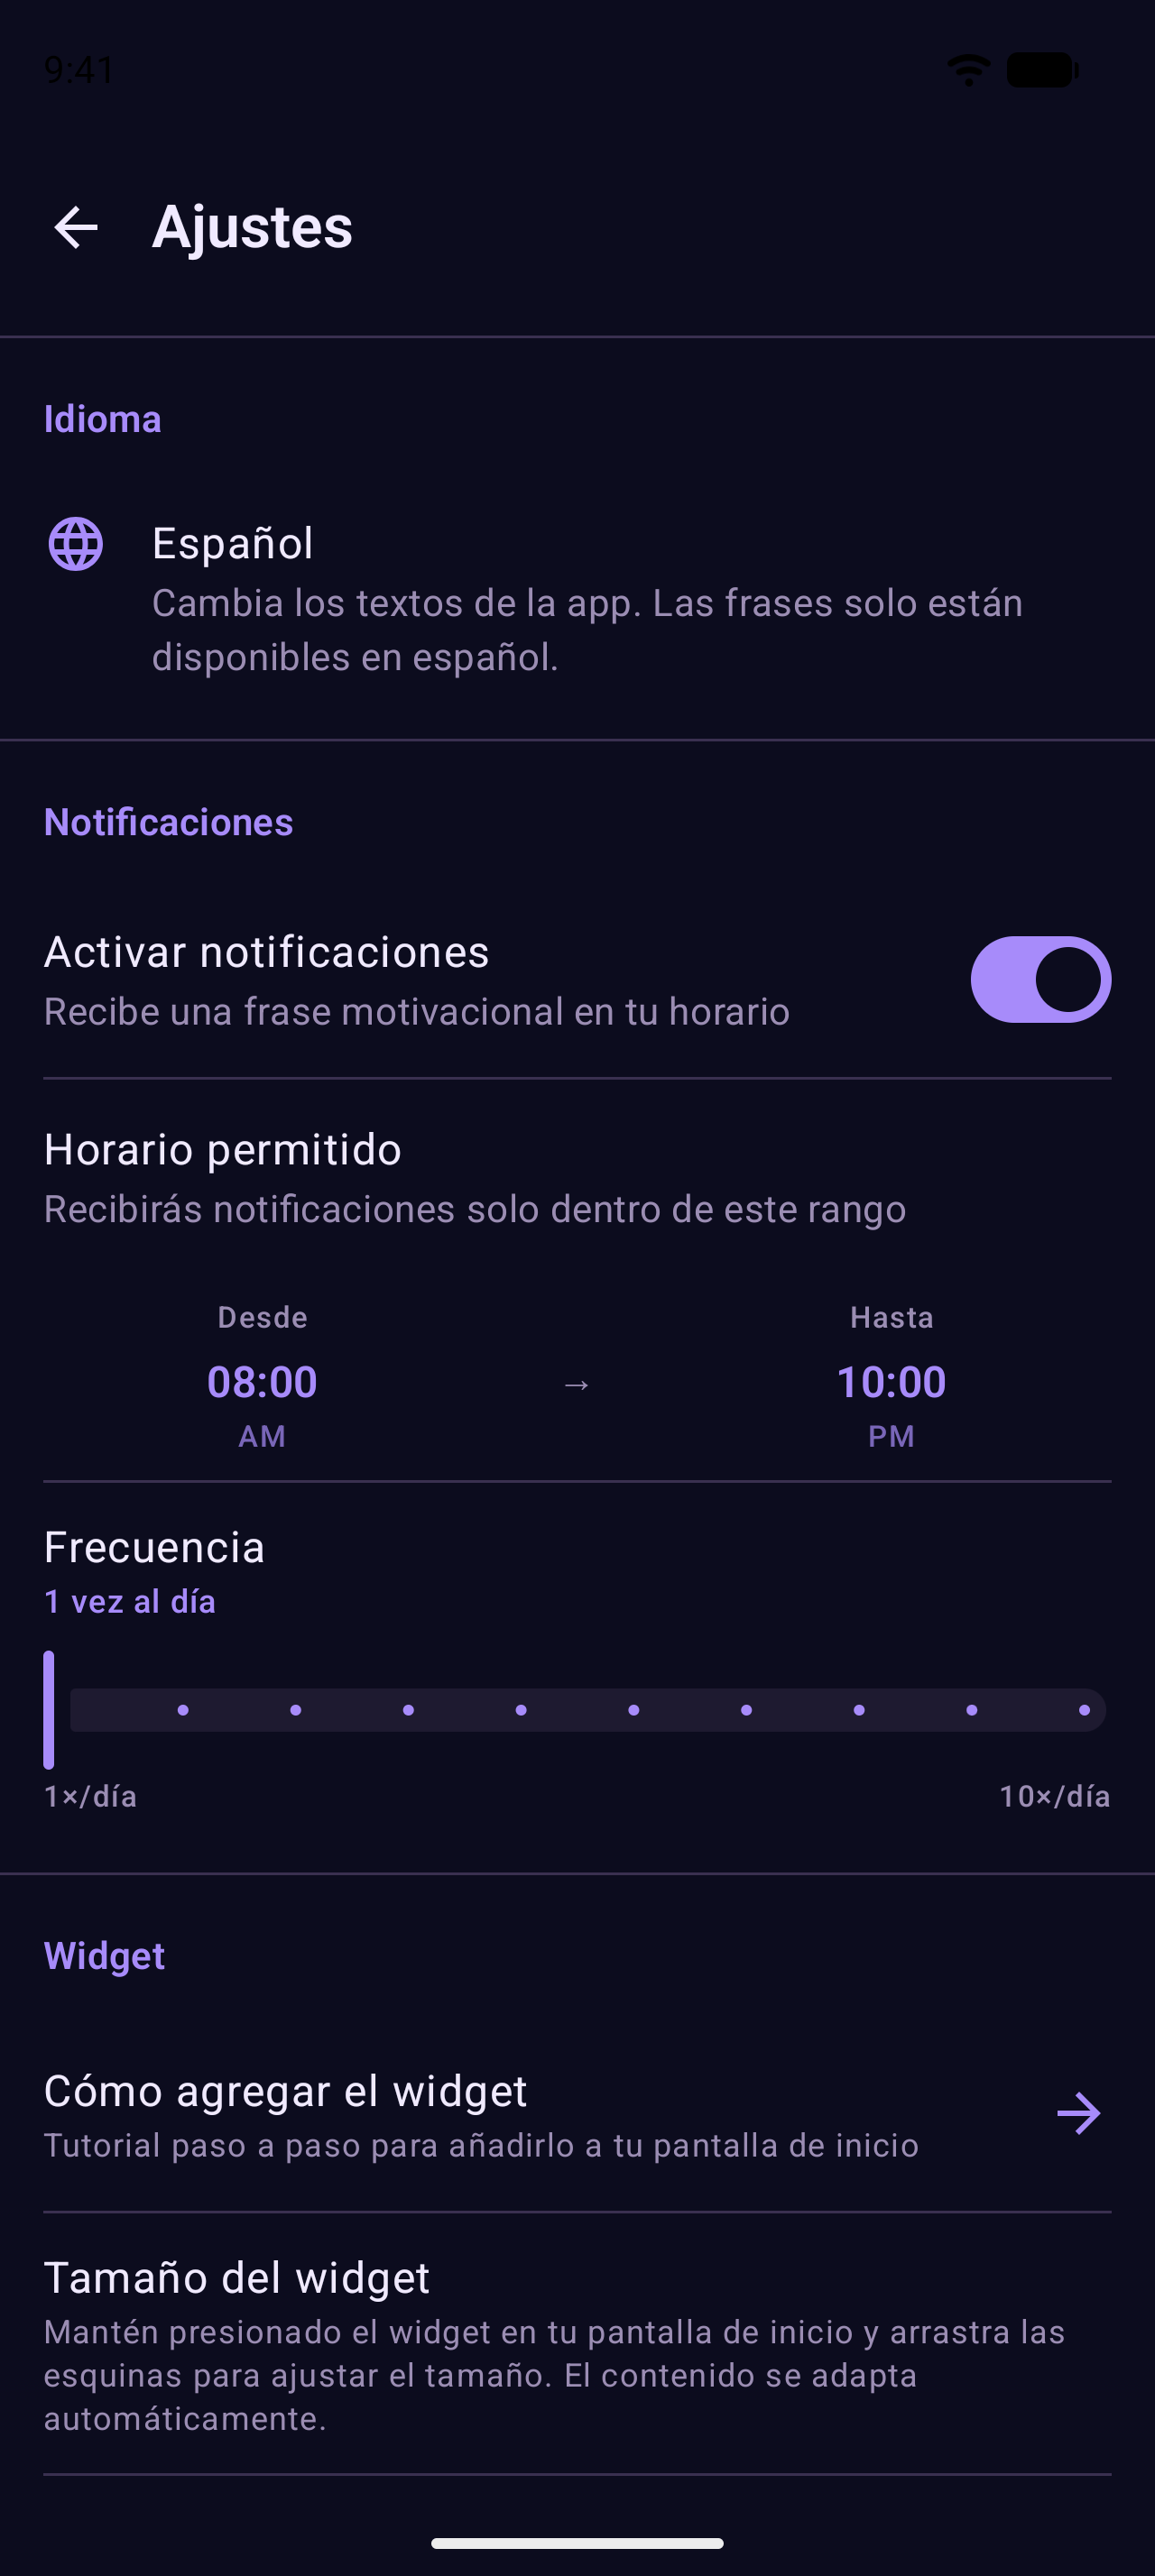 9:41
Ajustes
Idioma
Español
Cambia los textos de la app. Las frases solo están
disponibles en español.
Notificaciones
Activar notificaciones
Recibe una frase motivacional en tu horario
Horario permitido
Recibirás notificaciones solo dentro de este rango
Desde
Hasta
08:00
→
10:00
AM
PM
Frecuencia
1 vez al día
1×/día
10×/día
Widget
Cómo agregar el widget
Tutorial paso a paso para añadirlo a tu pantalla de inicio
Tamaño del widget
Mantén presionado el widget en tu pantalla de inicio y arrastra las
esquinas para ajustar el tamaño. El contenido se adapta
automáticamente.